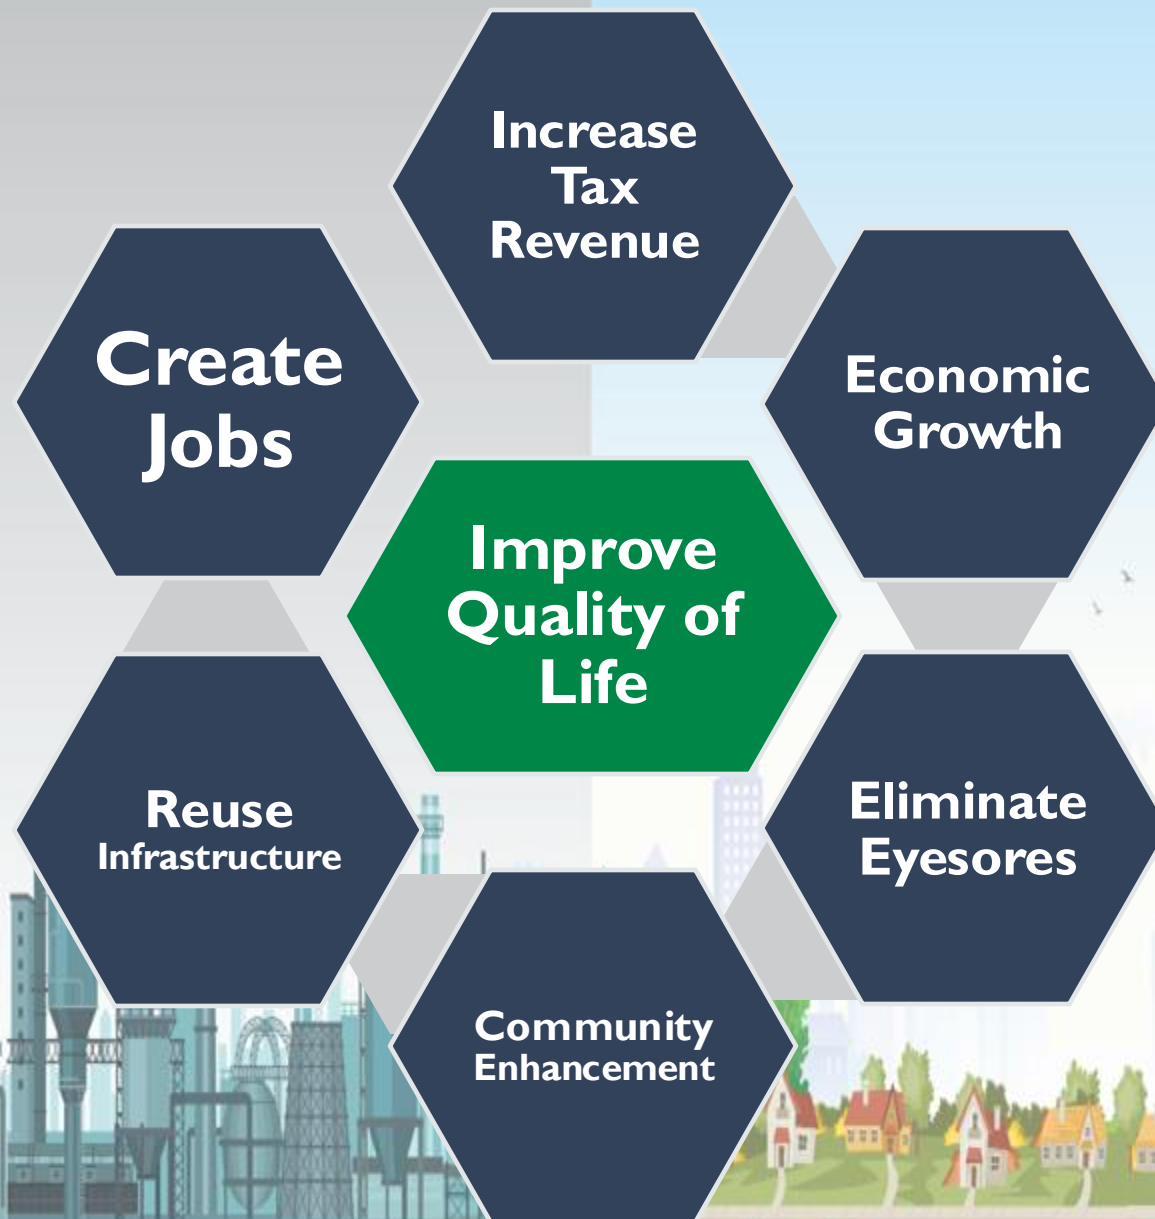 Increase
Tax
Revenue
Create
Jobs
Economic
Growth
Improve
Quality of
Life
Reuse
Infrastructure
Eliminate
Eyesores
Community
Enhancement